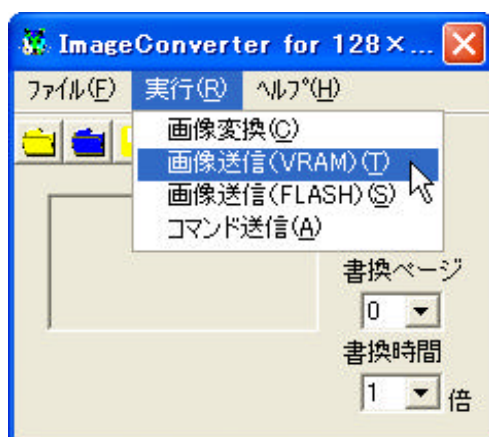 ImageConverter for 128×...
ファイル(F) 実行(R) ヘルプ(H)
画像変換(C)
画像送信(VRAM)(T)
画像送信(FLASH)(S)
コマンド送信(A)
書換ページ
0
書換時間
1 倍